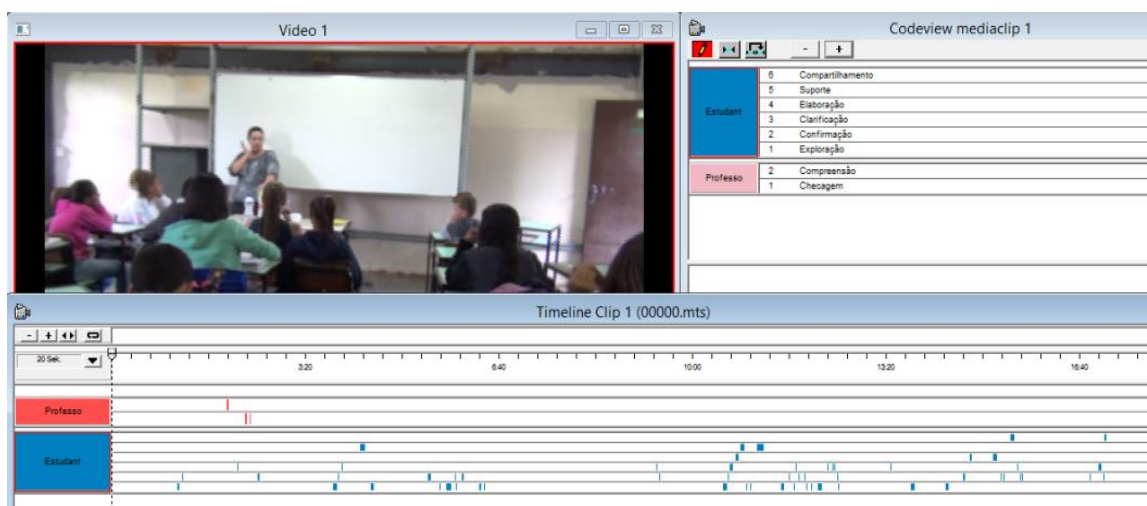 Video 1
Codeview mediaclip 1
- +
Estudant
6 Compartilhamento
5 Suporte
4 Elaboração
3 Clarificação
2 Confirmação
1 Exploração
Professo
2 Compreensão
1 Checagem
Timeline Clip 1 (00000.mts)
- +
20 Sek.
3:20 6:40 10:00 13:20 16:40
Professo
Estudant